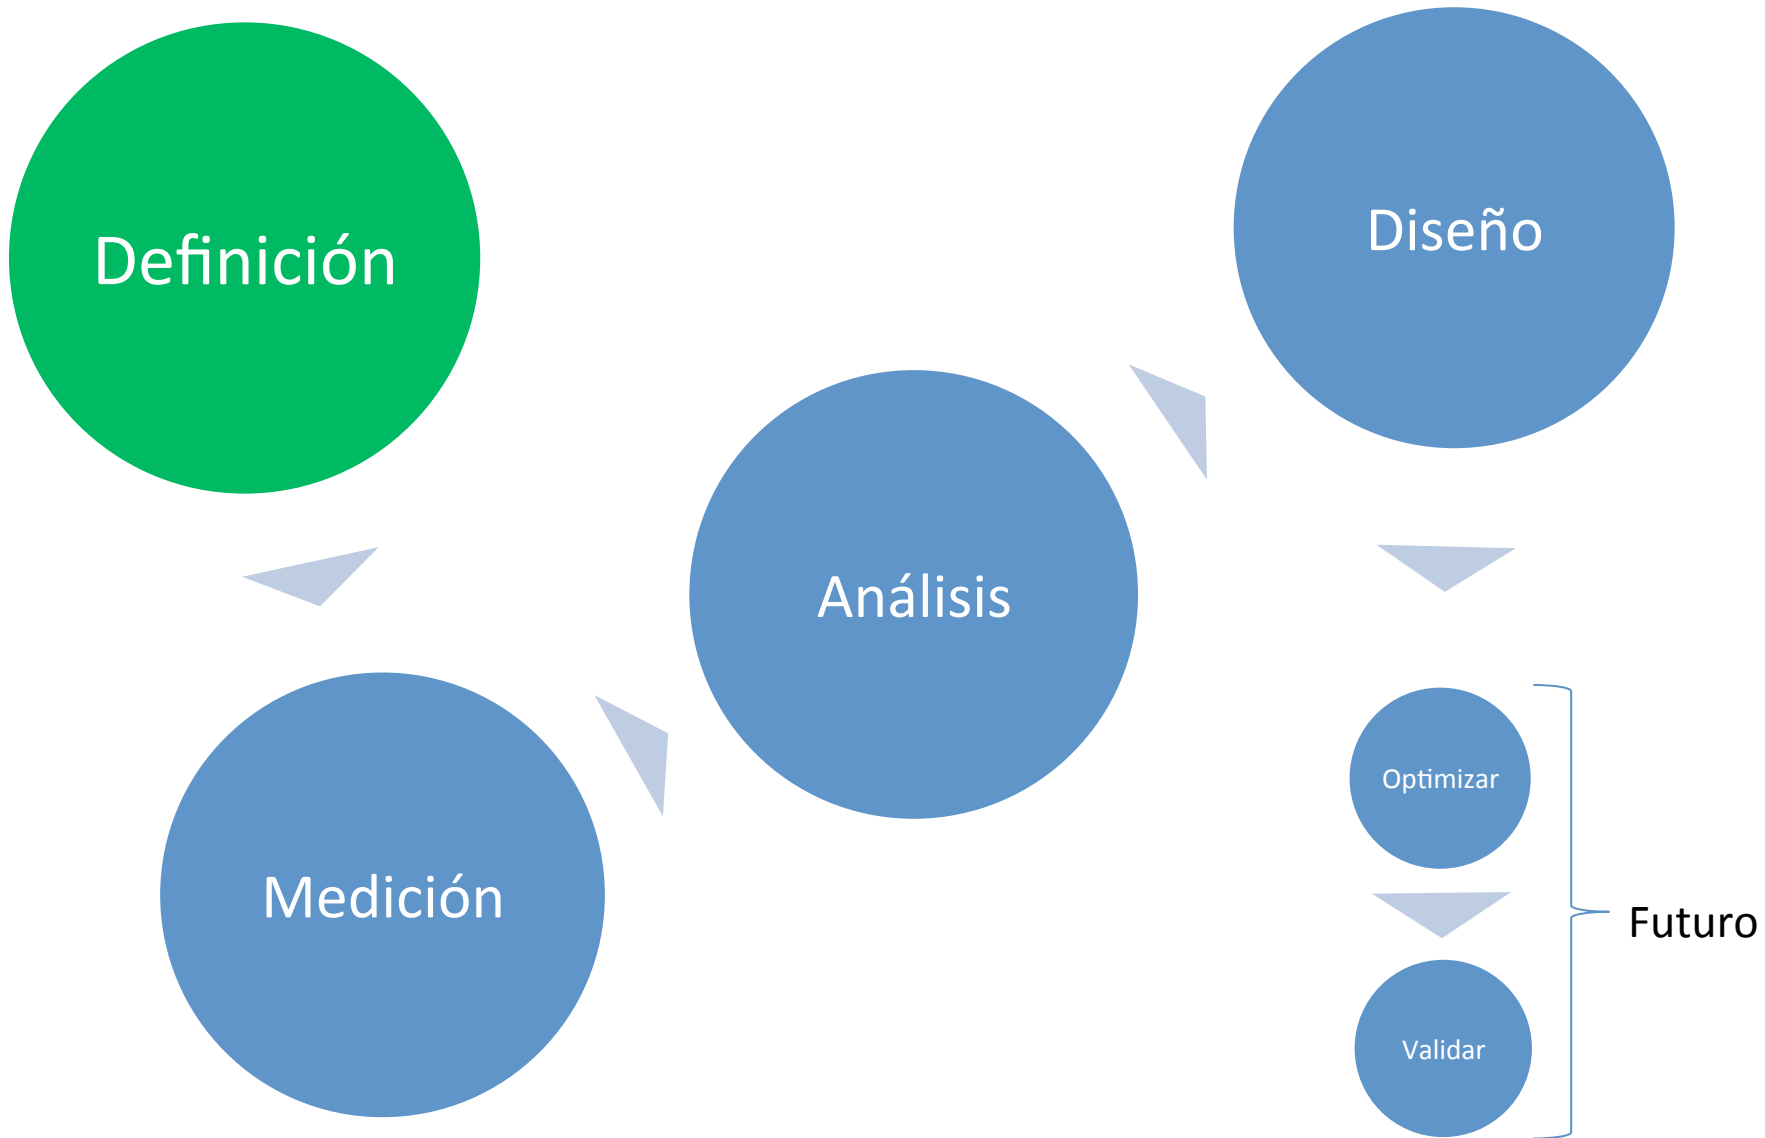 Definición
Medición
Análisis
Diseño
Optimizar
Validar
Futuro